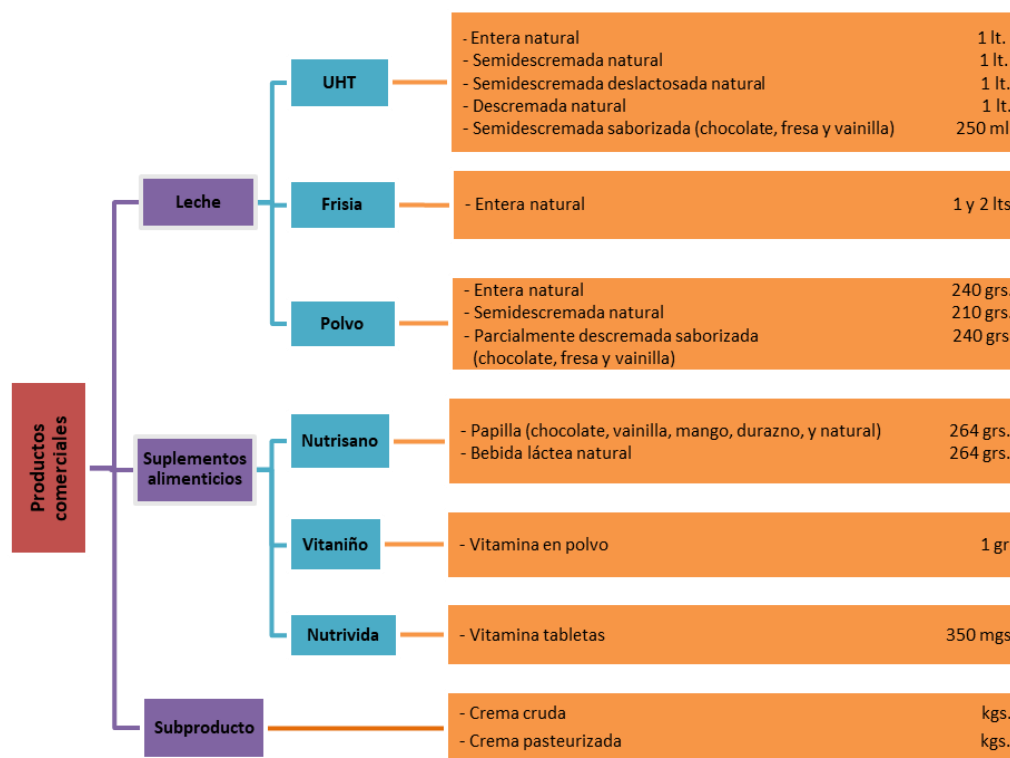 Productos
comerciales
Leche
UHT
- Entera natural 1 lt.
- Semidescremada natural 1 lt.
- Semidescremada deslactosada natural 1 lt.
- Descremada natural 1 lt.
- Semidescremada saborizada (chocolate, fresa y vainilla) 250 ml
Frisia
- Entera natural 1 y 2 lts
Polvo
- Entera natural 240 grs.
- Semidescremada natural 210 grs.
- Parcialmente descremada saborizada 240 grs
(chocolate, fresa y vainilla)
Suplementos
alimenticios
Nutrisano
- Papilla (chocolate, vainilla, mango, durazno, y natural) 264 grs.
- Bebida láctea natural 264 grs.
Vitaniño
- Vitamina en polvo 1 gr
Nutrivida
- Vitamina tabletas 350 mgs
Subproducto
- Crema cruda kgs.
- Crema pasteurizada kgs.